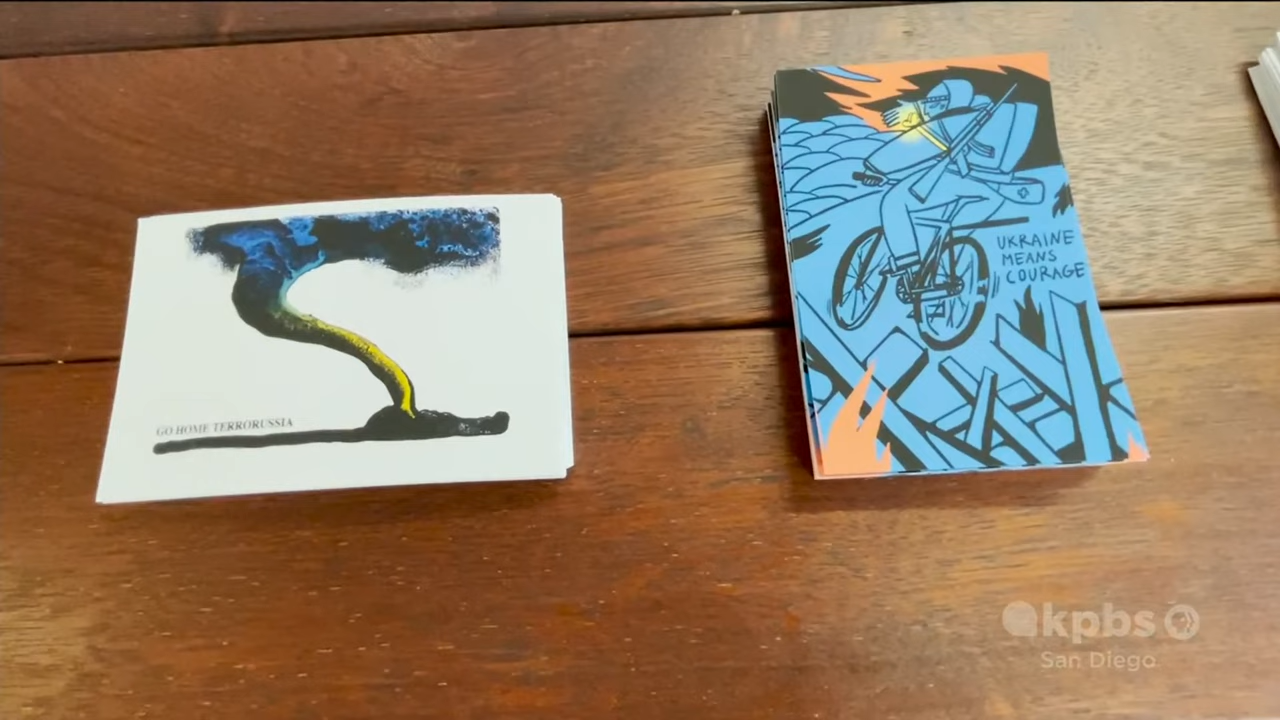 GO HOME TERRORUSSIA
UKRAINE
MEANS
COURAGE
kpbs
San Diego